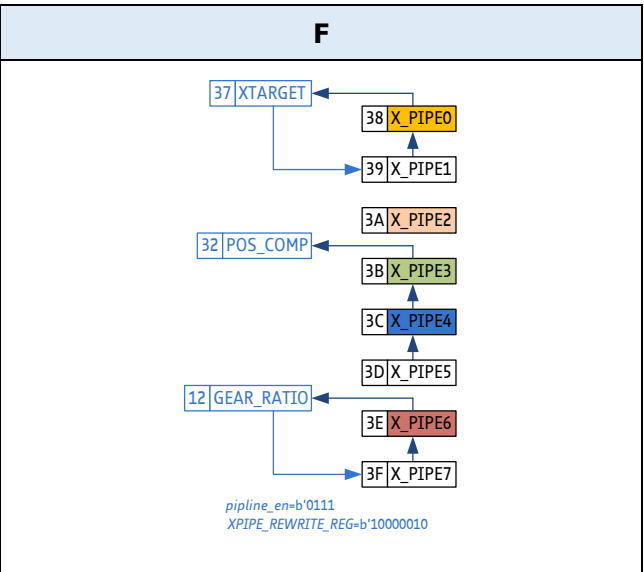 F
37 XTARGET
38 X_PIPE0
39 X_PIPE1
3A X_PIPE2
32 POS_COMP
3B X_PIPE3
3C X_PIPE4
3D X_PIPE5
12 GEAR_RATIO
3E X_PIPE6
3F X_PIPE7
pipline_en=b'0111
XPIPE_REWRITE_REG=b'10000010